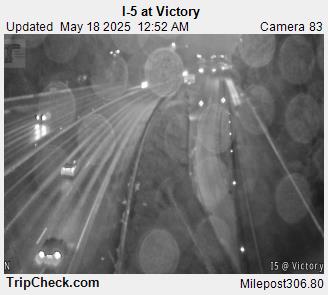 I-5 at Victory
Updated May 18 2025 12:52 AM Camera 83
N I5 @ Victory
TripCheck.com Milepost306.80